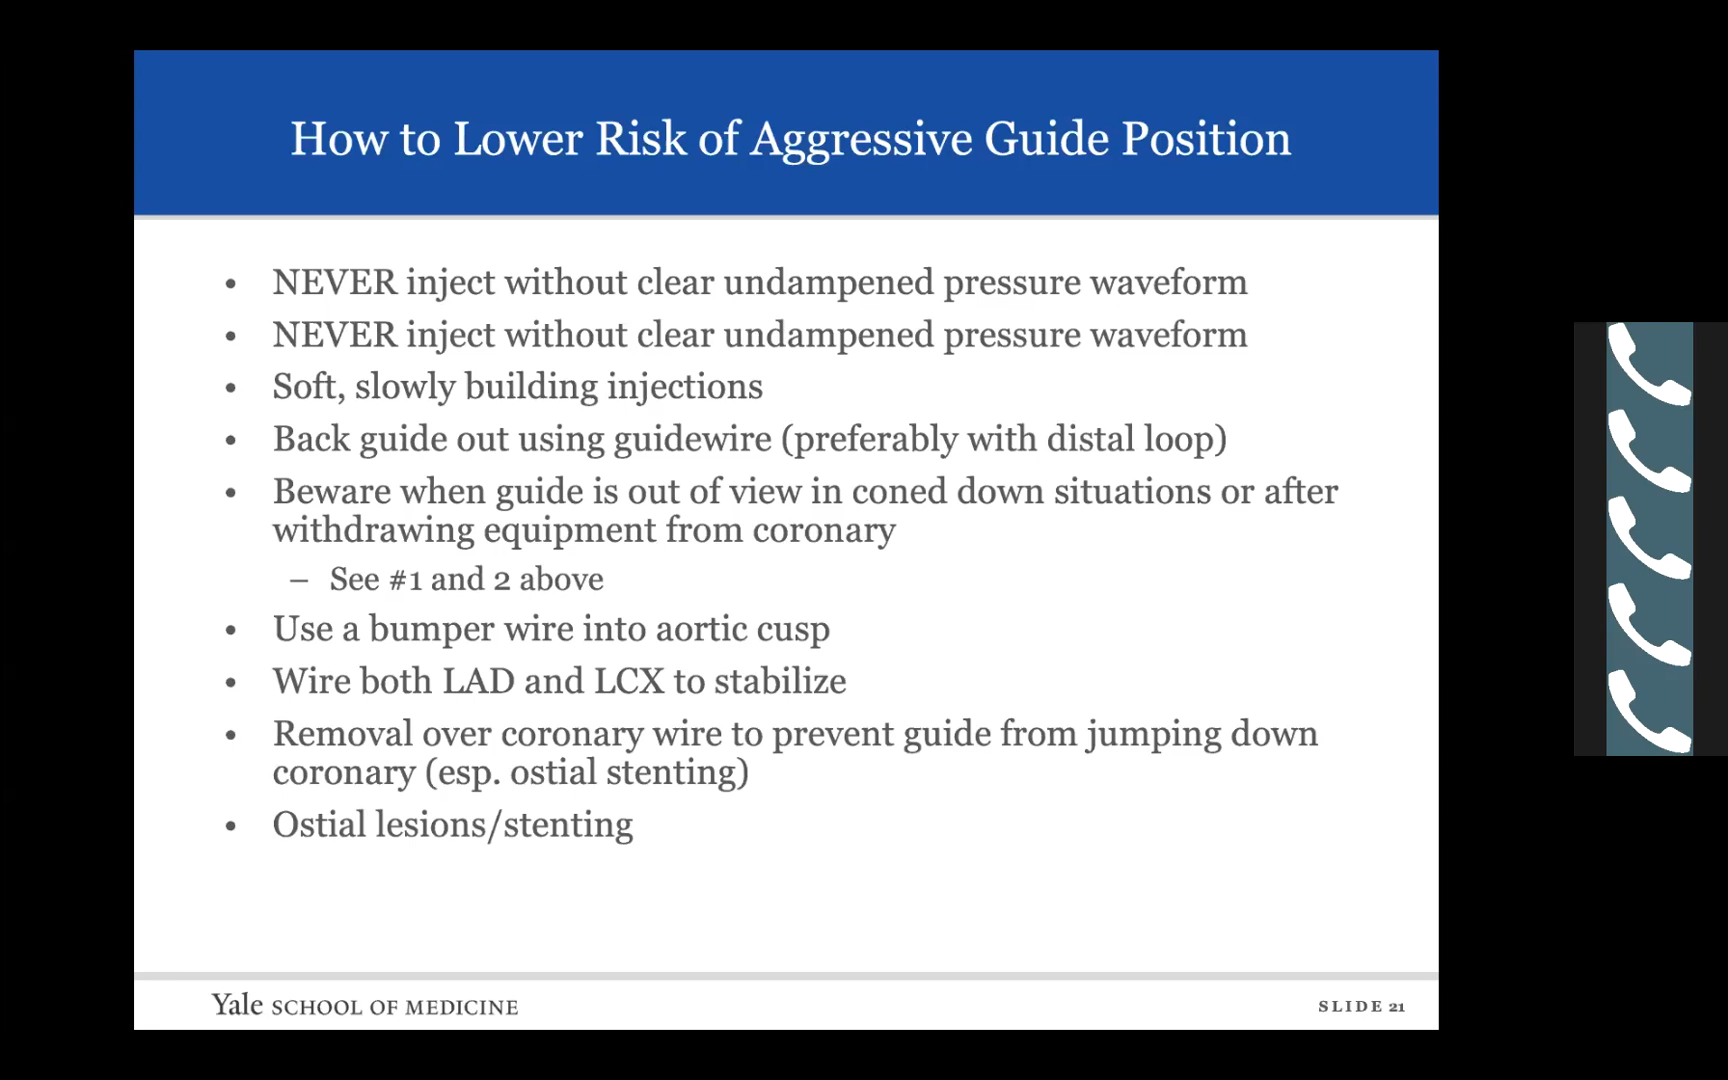 How to Lower Risk of Aggressive Guide Position
• NEVER inject without clear undampened pressure waveform
• NEVER inject without clear undampened pressure waveform
• Soft, slowly building injections
• Back guide out using guidewire (preferably with distal loop)
• Beware when guide is out of view in coned down situations or after
withdrawing equipment from coronary
– See #1 and 2 above
• Use a bumper wire into aortic cusp
• Wire both LAD and LCX to stabilize
• Removal over coronary wire to prevent guide from jumping down
coronary (esp. ostial stenting)
• Ostial lesions/stenting
Yale SCHOOL OF MEDICINE
SLIDE 21